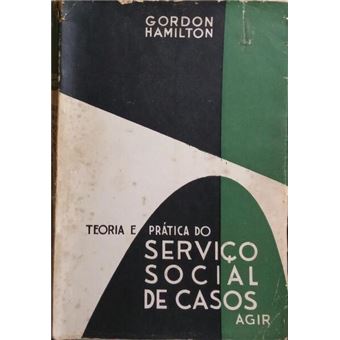 GORDON
HAMILTON
TEORIA E PRÁTICA DO
SERVIÇO
SOCIAL
DE CASOS
AGIR